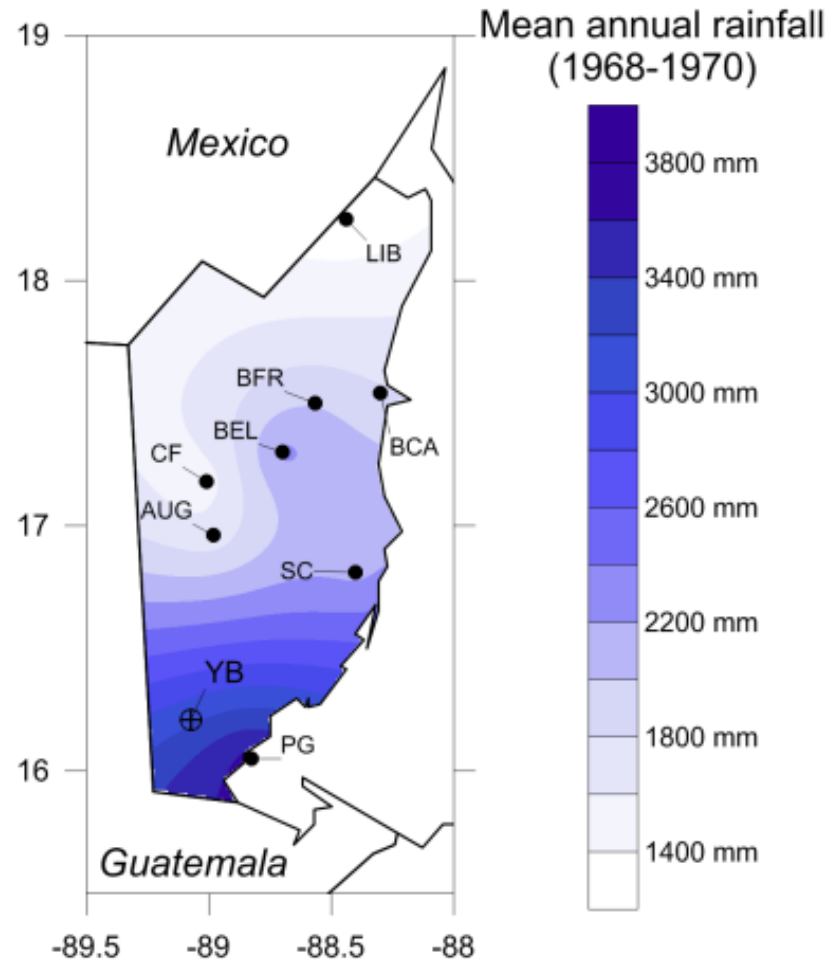 Mean annual rainfall
(1968-1970)
19
18
17
16
Mexico
LIB
BFR
BEL
BCA
CF
AUG
SC
YB
PG
Guatemala
-89.5
-89
-88.5
-88
3800 mm
3400 mm
3000 mm
2600 mm
2200 mm
1800 mm
1400 mm